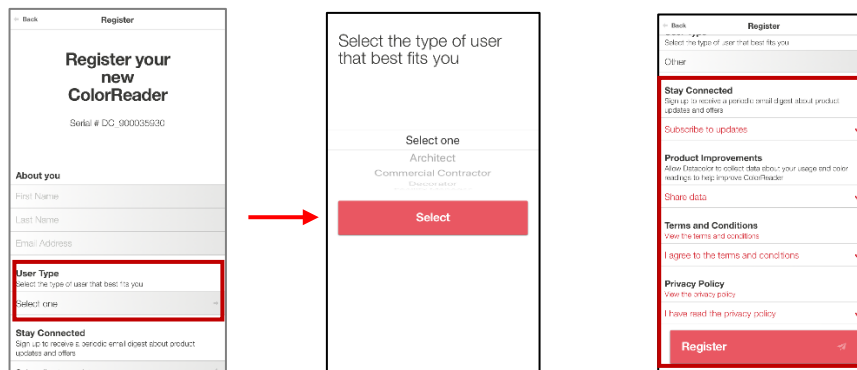 Back Register
Register your
new
ColorReader
Serial # DC_900035930
About you
First Name
Last Name
Email Address
User Type
Select the type of user that best fits you
Select one
Stay Connected
Sign up to receive a periodic email digest about product
updates and offers
Select the type of user
that best fits you
Select one
Architect
Commercial Contractor
Decorator
Select
Back Register
Select the type of user that best fits you
Other
Stay Connected
Sign up to receive a periodic email digest about product
updates and offers
Subscribe to updates
Product Improvements
Allow Datacolor to collect data about your usage and color
readings to help improve ColorReader
Share data
Terms and Conditions
View the terms and conditions
I agree to the terms and conditions
Privacy Policy
View the privacy policy
I have read the privacy policy
Register